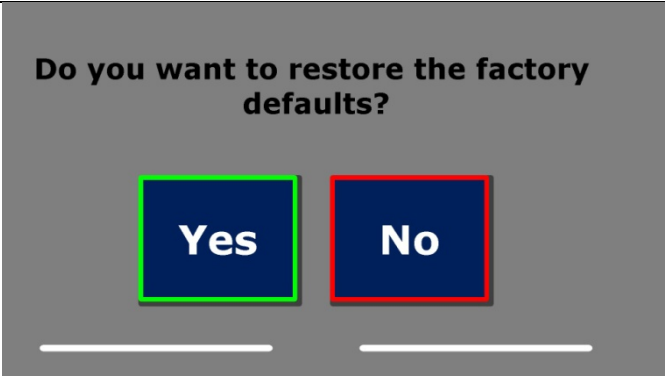 Do you want to restore the factory
defaults?
Yes No